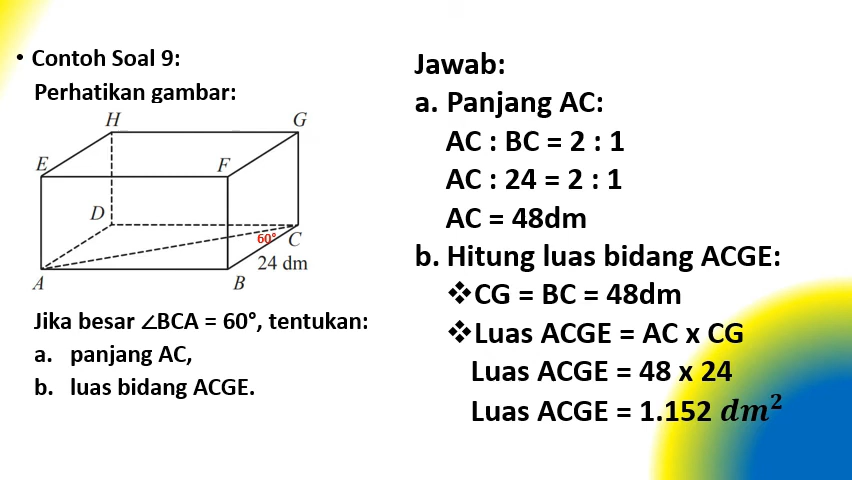 • Contoh Soal 9:
Perhatikan gambar:
H
G
E
F
D
60°
C
24 dm
A
B
Jika besar ∠BCA = 60°, tentukan:
a. panjang AC,
b. luas bidang ACGE.
Jawab:
a. Panjang AC:
AC : BC = 2 : 1
AC : 24 = 2 : 1
AC = 48dm
b. Hitung luas bidang ACGE:
❖CG = BC = 48dm
❖Luas ACGE = AC x CG
Luas ACGE = 48 x 24
Luas ACGE = 1.152 dm²